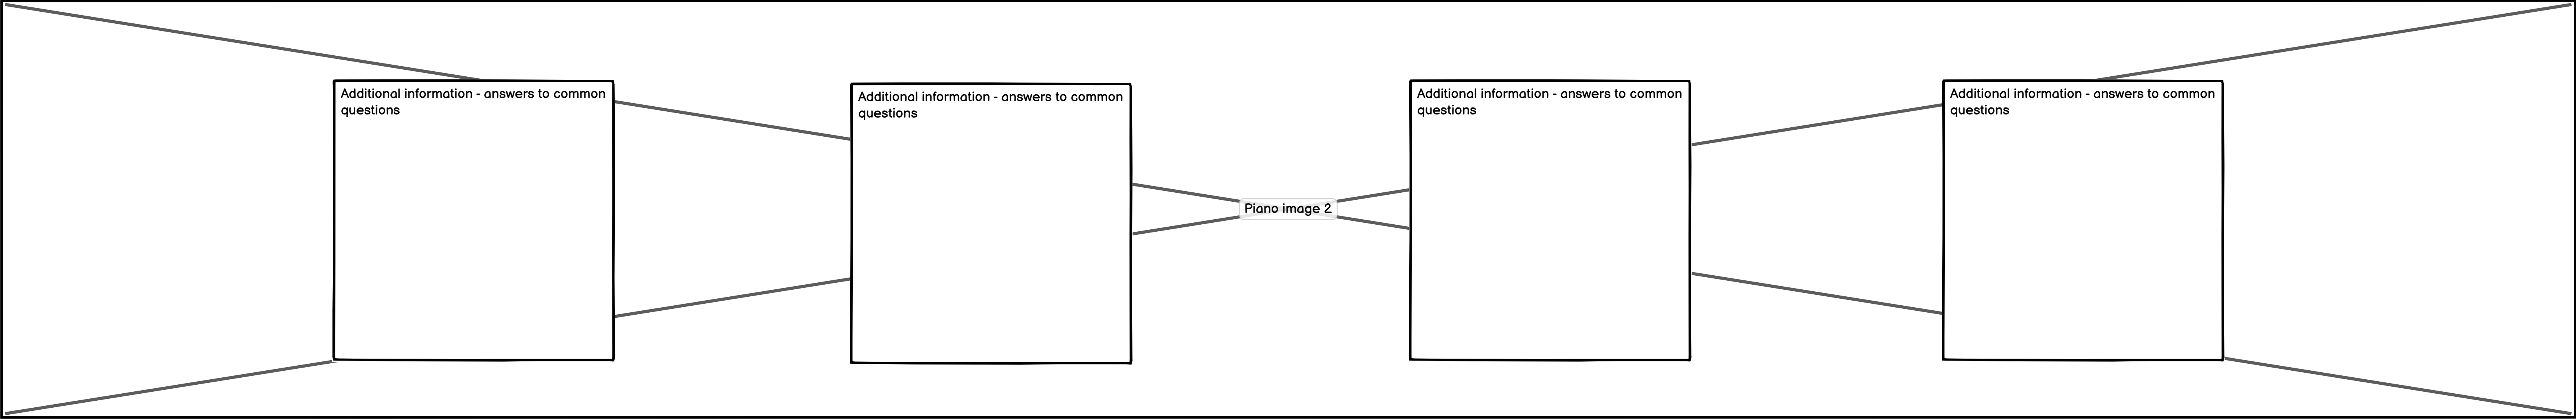 Additional information - answers to common
questions
Additional information - answers to common
questions
Piano image 2
Additional information - answers to common
questions
Additional information - answers to common
questions